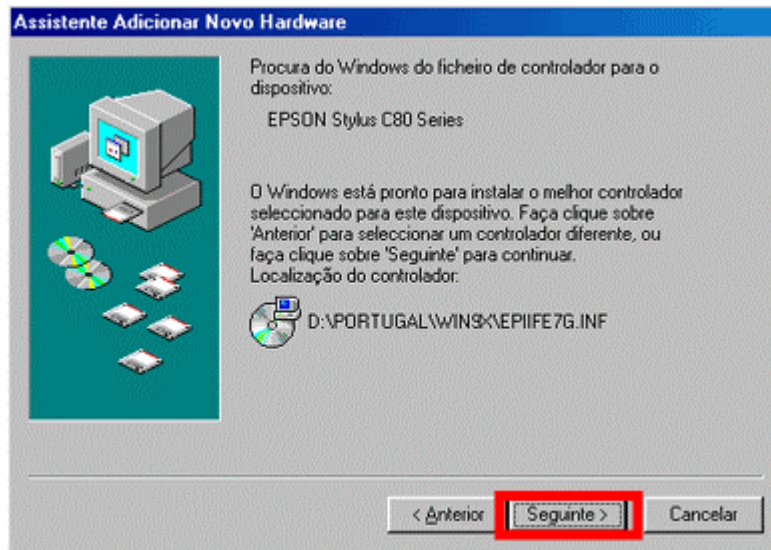 Assistente Adicionar Novo Hardware
Procura do Windows do ficheiro de controlador para o
dispositivo:
EPSON Stylus C80 Series
O Windows está pronto para instalar o melhor controlador
seleccionado para este dispositivo. Faça clique sobre
'Anterior' para seleccionar um controlador diferente, ou
faça clique sobre 'Seguinte' para continuar.
Localização do controlador:
D:\PORTUGAL\WIN9X\EPIIFE7G.INF
< Anterior
Seguinte >
Cancelar